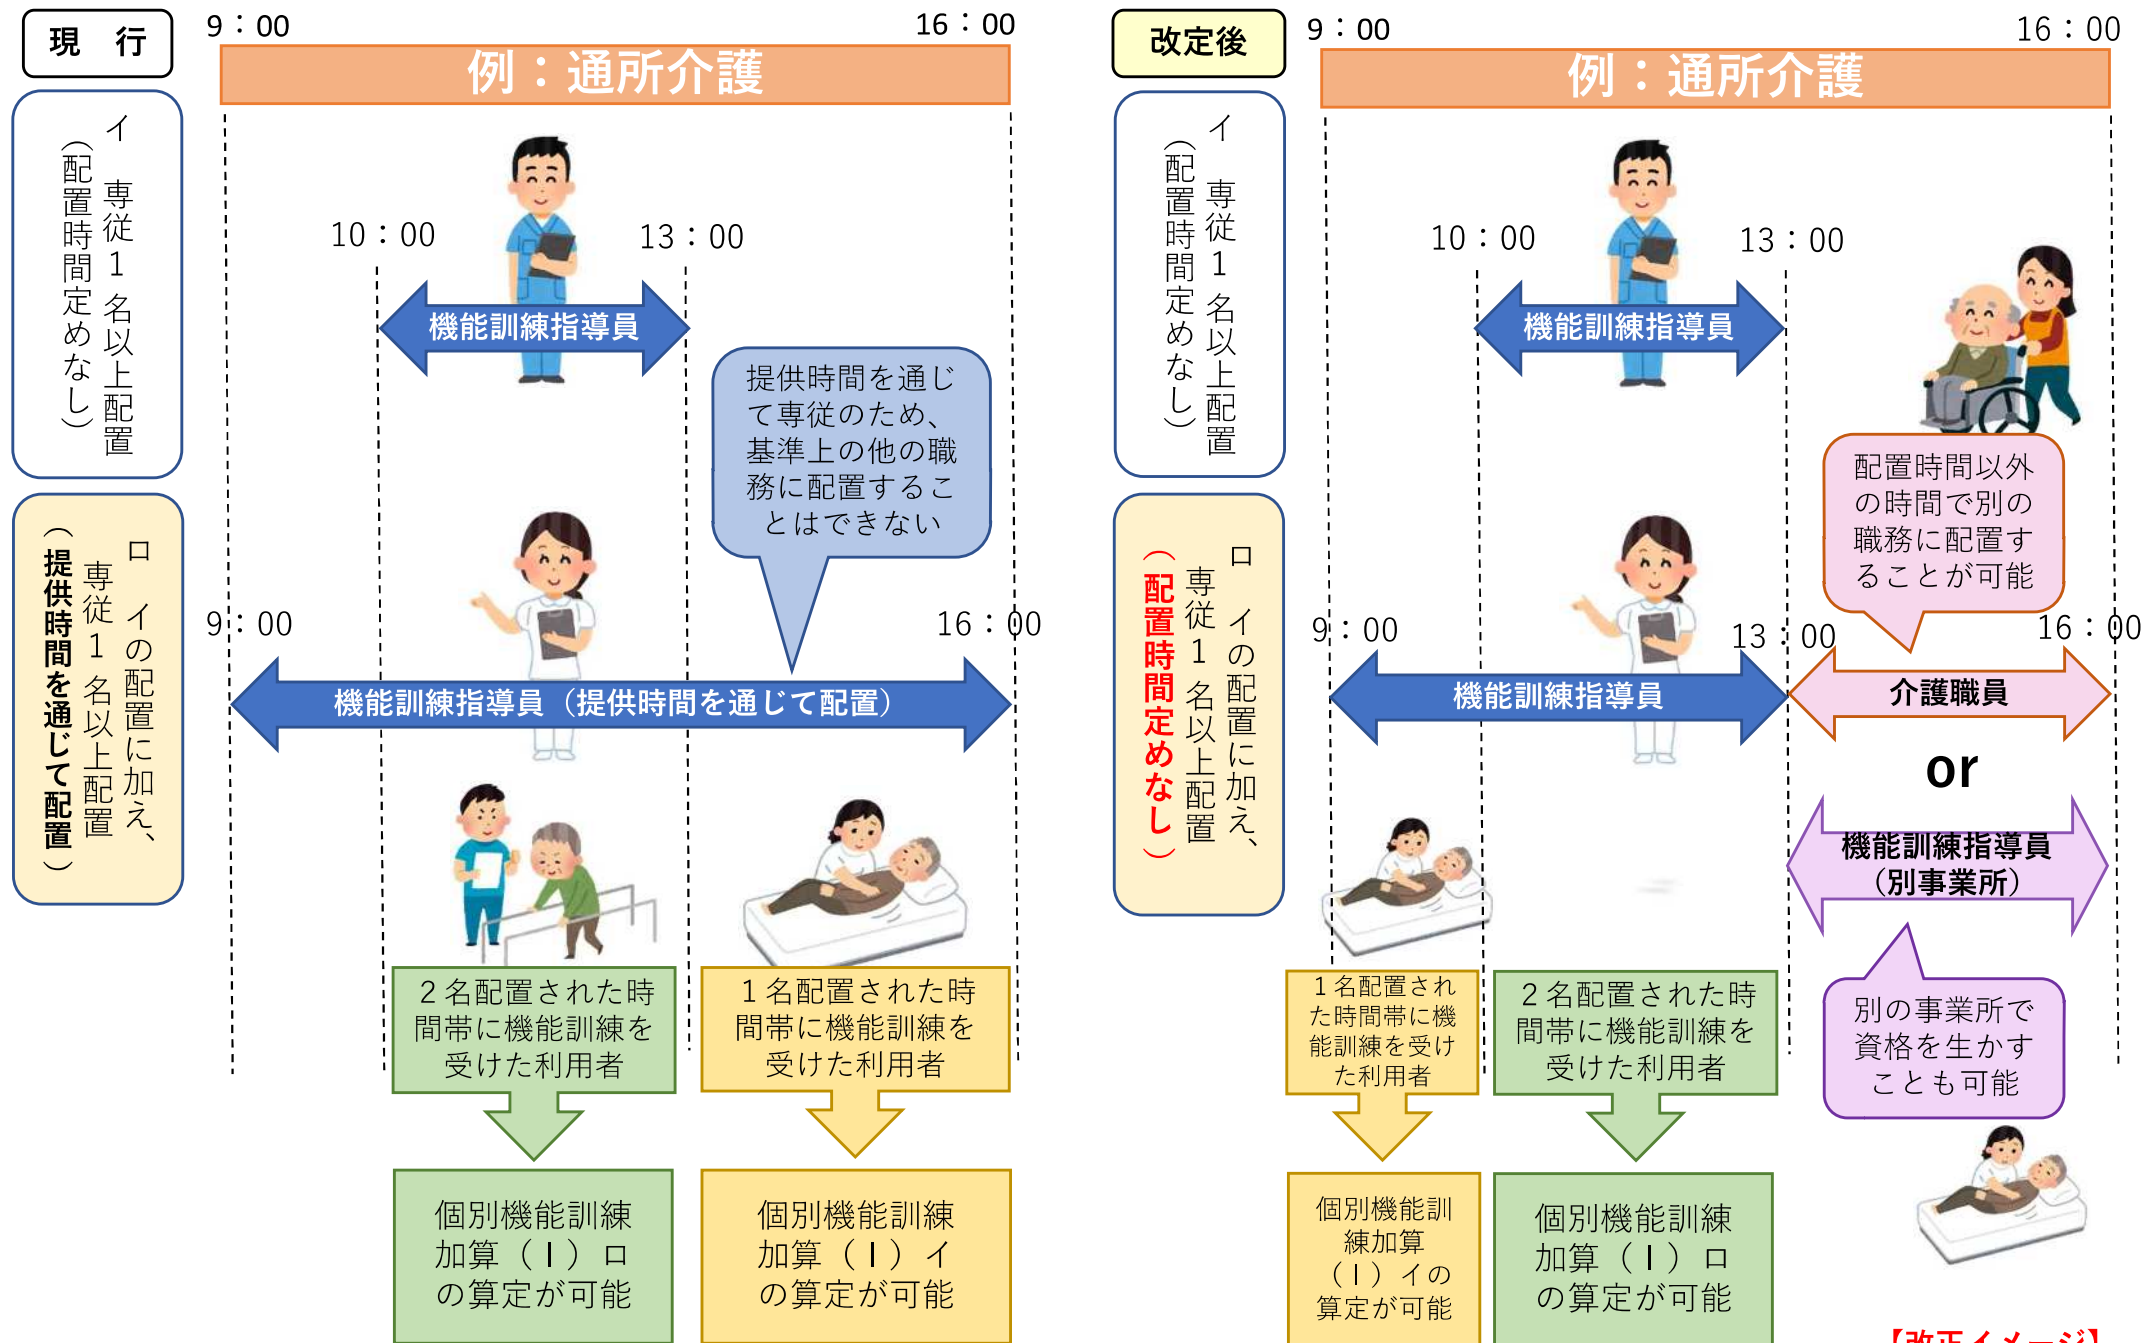 現　行
9：00
16：00
例：通所介護
イ　専従１名以上配置
（配置時間定めなし）
10：00
13：00
機能訓練指導員
提供時間を通じ
て専従のため、
基準上の他の職
務に配置するこ
とはできない
ロ　イの配置に加え、
専従１名以上配置
（提供時間を通じて配置）
9：00
16：00
機能訓練指導員（提供時間を通じて配置）
２名配置された時
間帯に機能訓練を
受けた利用者
１名配置された時
間帯に機能訓練を
受けた利用者
個別機能訓練
加算（Ⅰ）ロ
の算定が可能
個別機能訓練
加算（Ⅰ）イ
の算定が可能
改定後
9：00
16：00
例：通所介護
イ　専従１名以上配置
（配置時間定めなし）
10：00
13：00
機能訓練指導員
配置時間以外
の時間で別の
職務に配置す
ることが可能
ロ　イの配置に加え、
専従１名以上配置
（配置時間定めなし）
9：00
13：00
16：00
機能訓練指導員
介護職員
or
機能訓練指導員
（別事業所）
別の事業所で
資格を生かす
ことも可能
１名配置され
た時間帯に機
能訓練を受け
た利用者
２名配置された時
間帯に機能訓練を
受けた利用者
個別機能訓
練加算
（Ⅰ）イの
算定が可能
個別機能訓練
加算（Ⅰ）ロ
の算定が可能
【改正イメージ】